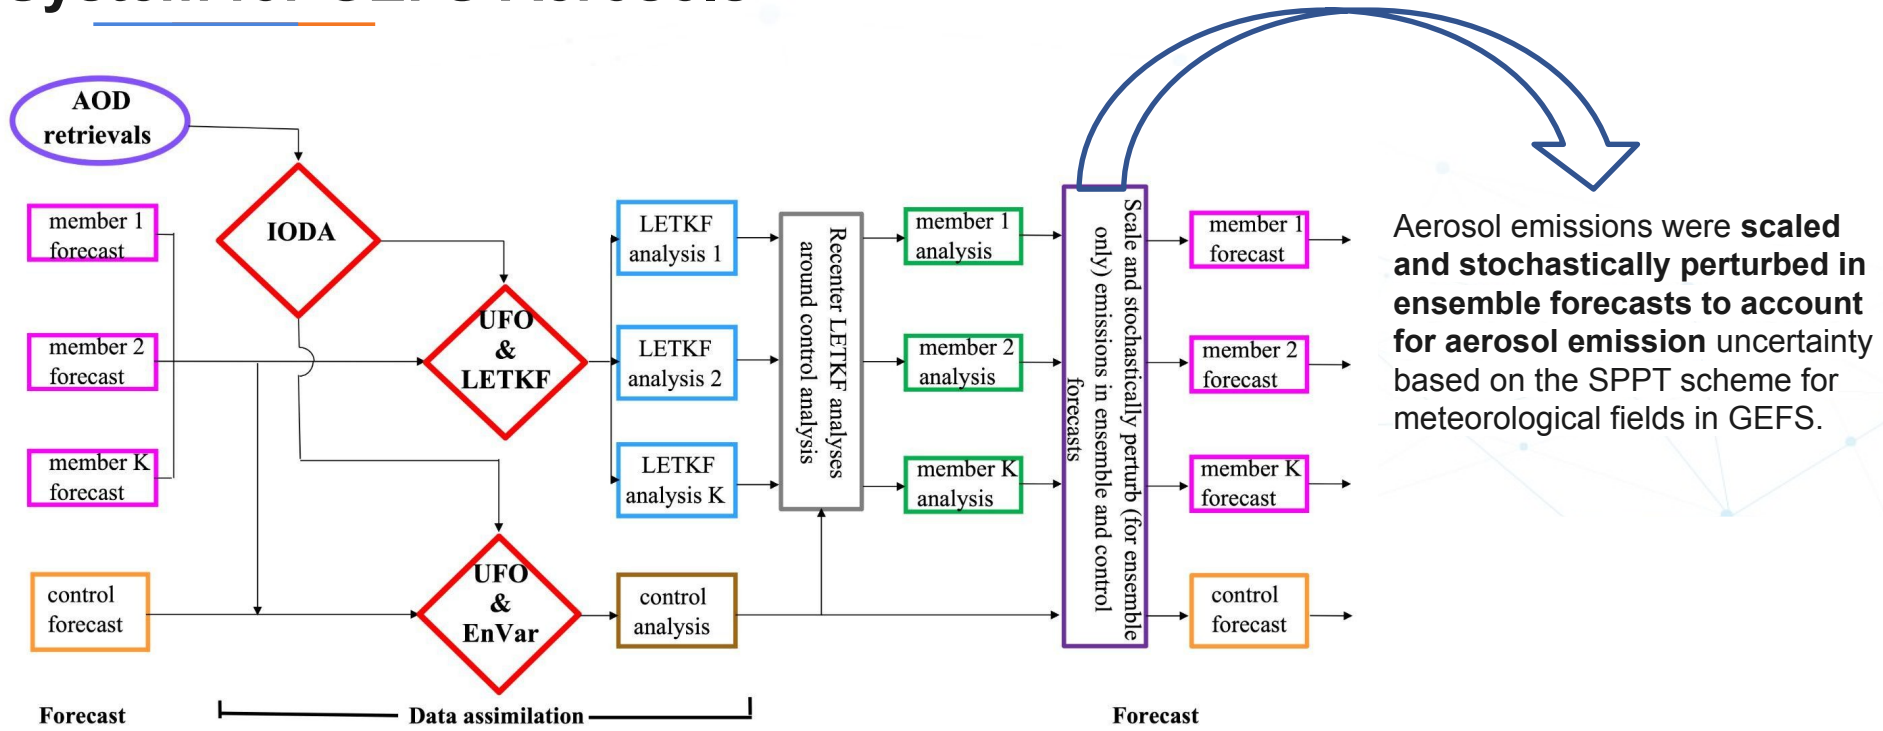 AOD
retrievals
member 1
forecast
member 2
forecast
member K
forecast
control
forecast
IODA
UFO
&
LETKF
UFO
&
EnVar
LETKF
analysis 1
LETKF
analysis 2
LETKF
analysis K
control
analysis
Recenter LETKF analyses
around control analysis
member 1
analysis
member 2
analysis
member K
analysis
Scale and stochastically perturb (for ensemble
only) emissions in ensemble and control
forecasts
member 1
forecast
member 2
forecast
member K
forecast
control
forecast
Aerosol emissions were scaled
and stochastically perturbed in
ensemble forecasts to account
for aerosol emission uncertainty
based on the SPPT scheme for
meteorological fields in GEFS.
Forecast
Data assimilation
Forecast